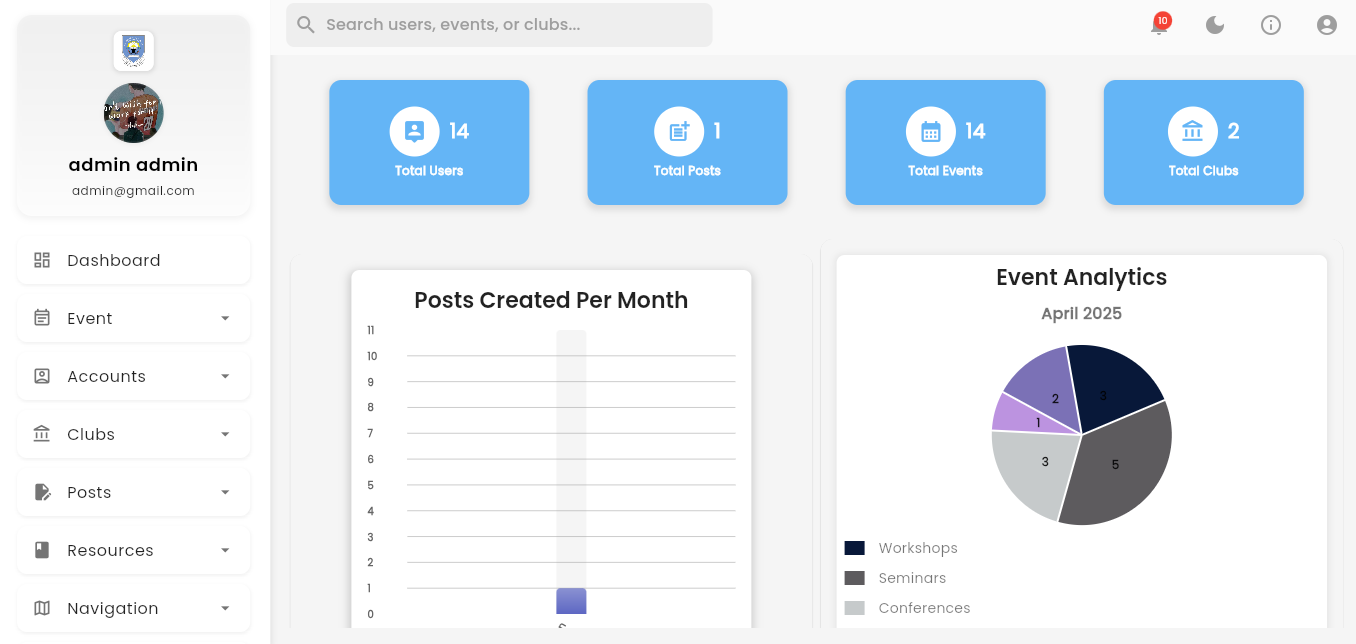 Search users, events, or clubs...
10
admin admin
admin@gmail.com
Dashboard
Event
Accounts
Clubs
Posts
Resources
Navigation
14
Total Users
1
Total Posts
14
Total Events
2
Total Clubs
Posts Created Per Month
11
10
9
8
7
6
5
4
3
2
1
0
Event Analytics
April 2025
3
2
1
3
5
Workshops
Seminars
Conferences